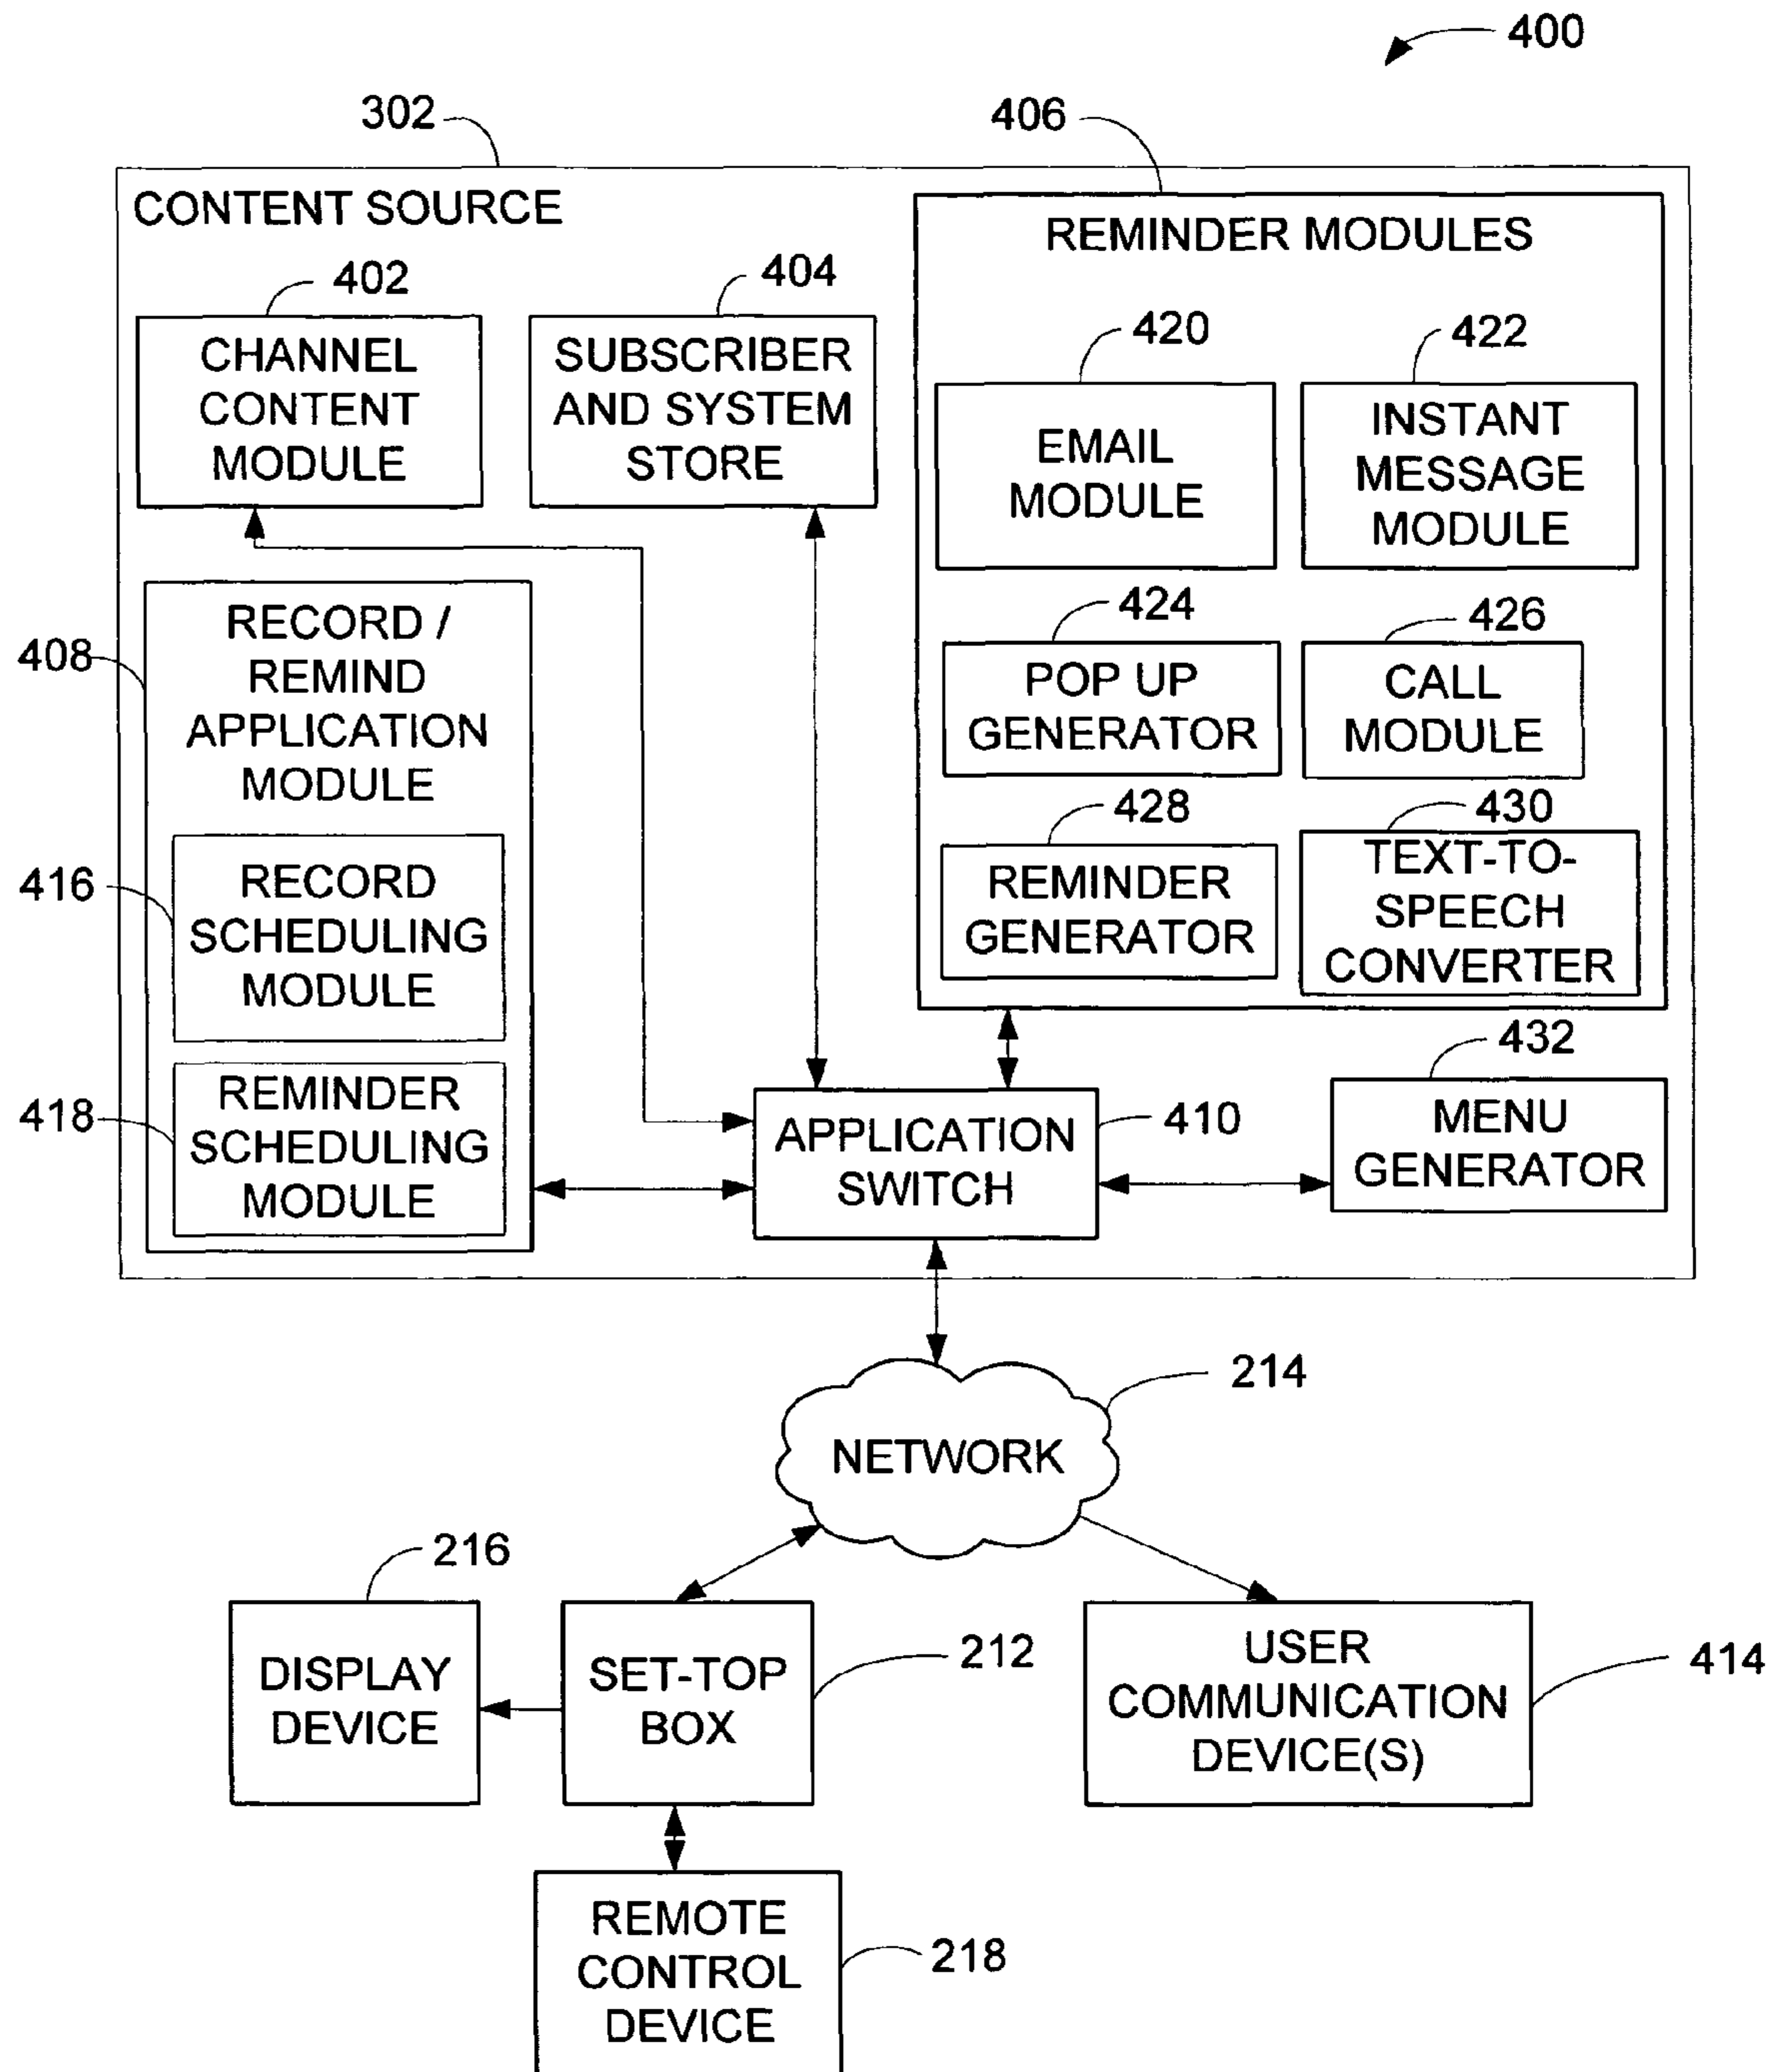 400
302
406
CONTENT SOURCE
REMINDER MODULES
402
404
CHANNEL
CONTENT
MODULE
SUBSCRIBER
AND SYSTEM
STORE
420
422
EMAIL
MODULE
INSTANT
MESSAGE
MODULE
408
RECORD /
REMIND
APPLICATION
MODULE
424
426
POP UP
GENERATOR
CALL
MODULE
428
430
REMINDER
GENERATOR
TEXT-TO-
SPEECH
CONVERTER
416
RECORD
SCHEDULING
MODULE
418
REMINDER
SCHEDULING
MODULE
APPLICATION
SWITCH
410
432
MENU
GENERATOR
214
NETWORK
216
DISPLAY
DEVICE
SET-TOP
BOX
212
USER
COMMUNICATION
DEVICE(S)
414
REMOTE
CONTROL
DEVICE
218